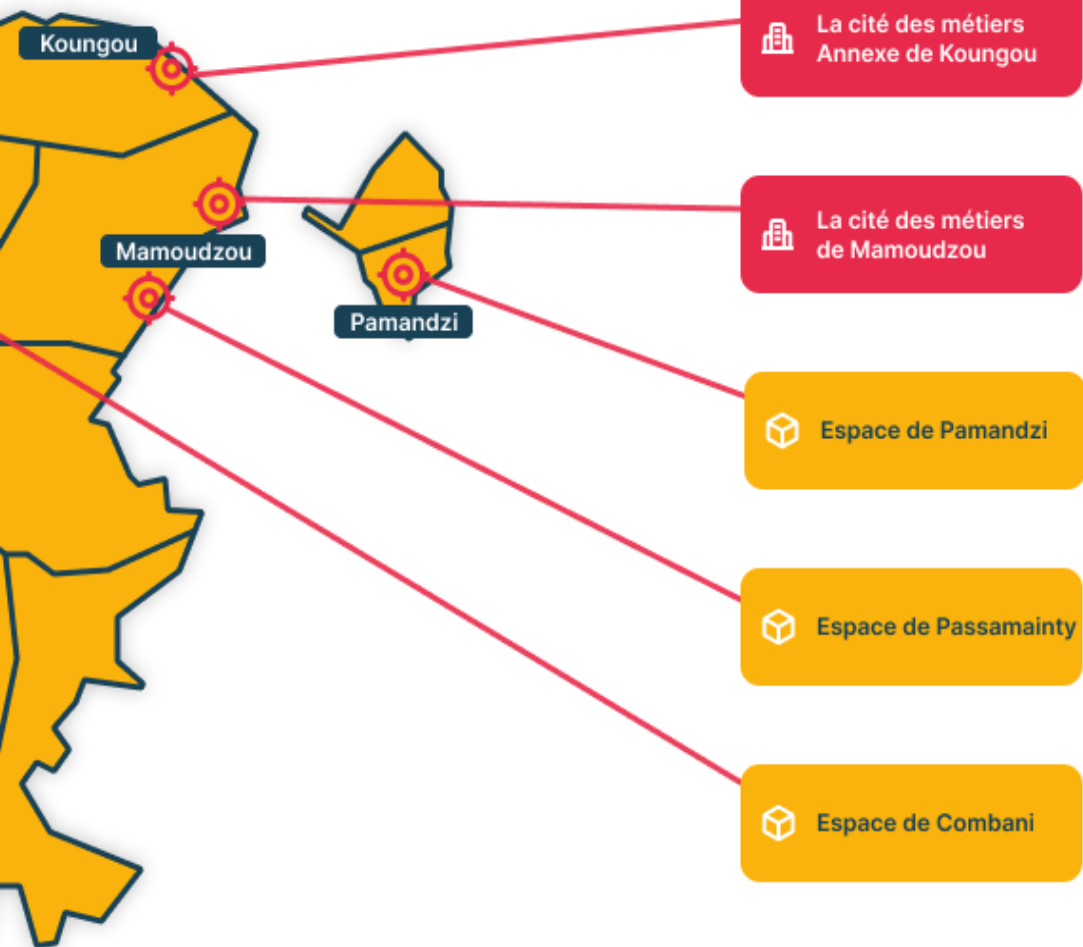 Koungou
Mamoudzou
Pamandzi
La cité des métiers
Annexe de Koungou
La cité des métiers
de Mamoudzou
Espace de Pamandzi
Espace de Passamainty
Espace de Combani